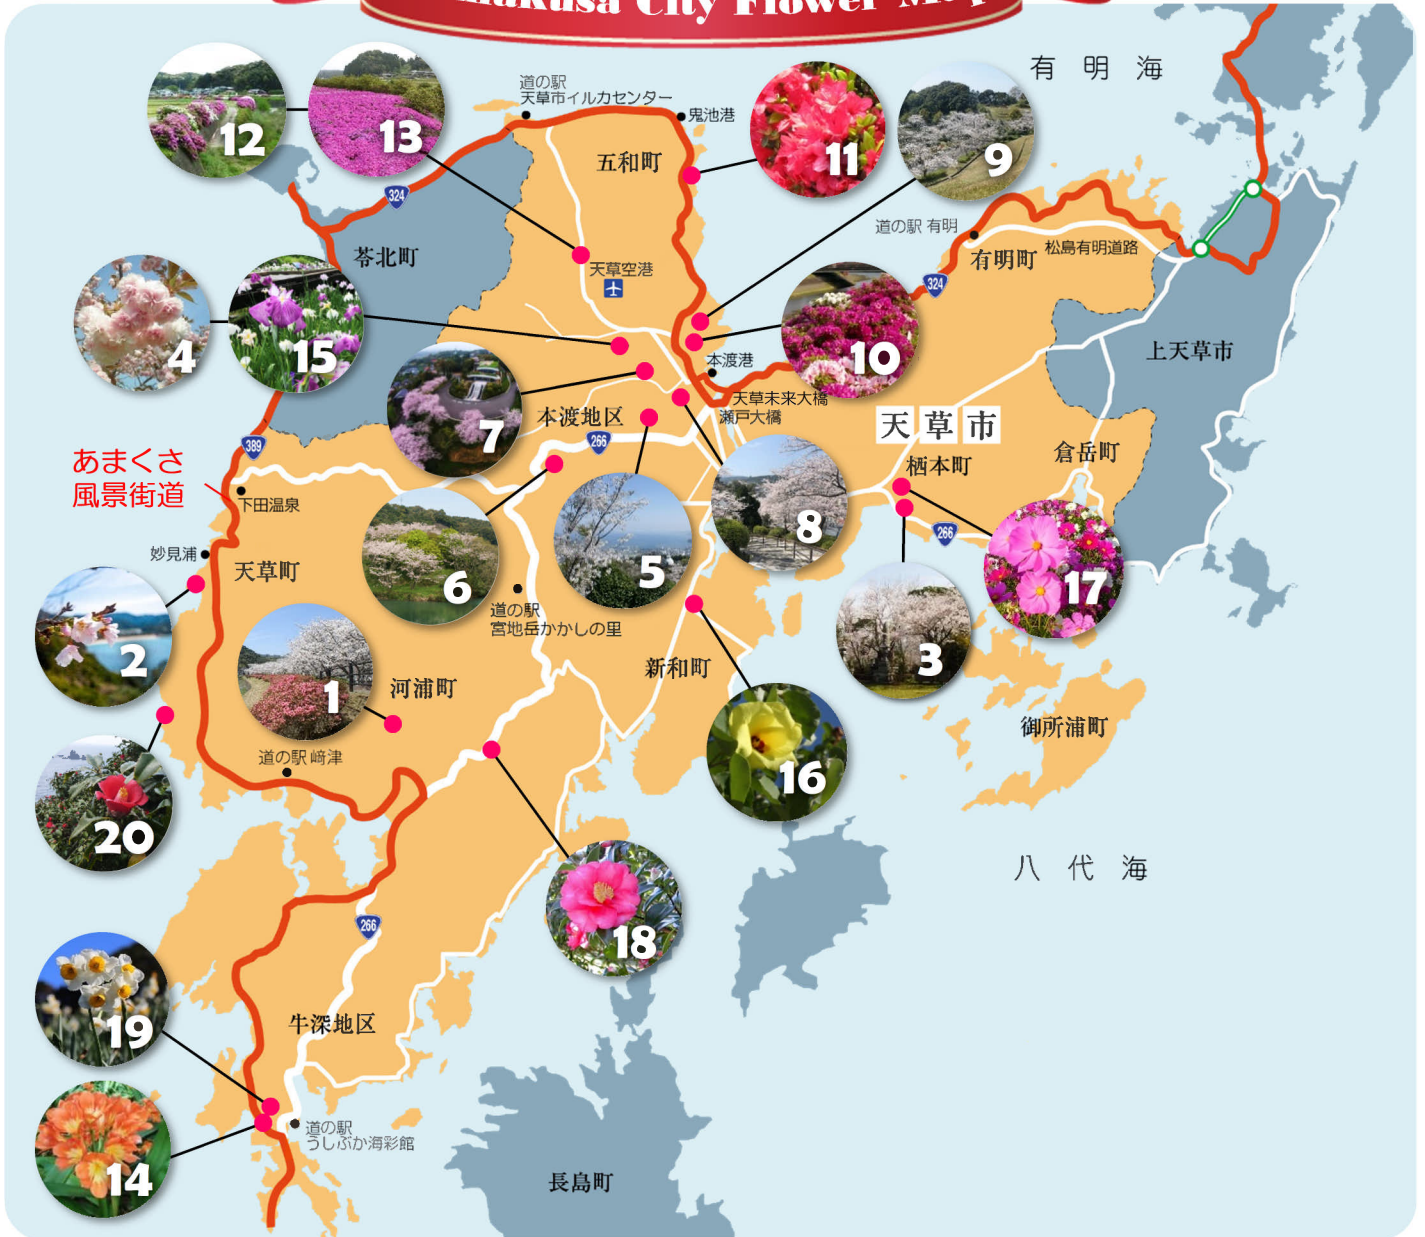 City Flower
有明海
12
13
道の駅
天草市イルカセンター
鬼池港
11
9
五和町
324
苓北町
天草空港
道の駅 有明
有明町
松島有明道路
324
4
15
10
上天草市
7
本渡港
天草未来大橋
瀬戸大橋
本渡地区
266
天草市
栖本町
倉岳町
389
あまくさ
風景街道
下田温泉
妙見浦
天草町
6
5
8
266
17
2
道の駅
宮地岳かかしの里
3
1
河浦町
新和町
御所浦町
道の駅 﨑津
16
20
八代海
18
266
19
牛深地区
道の駅
うしぶか海彩館
14
長島町